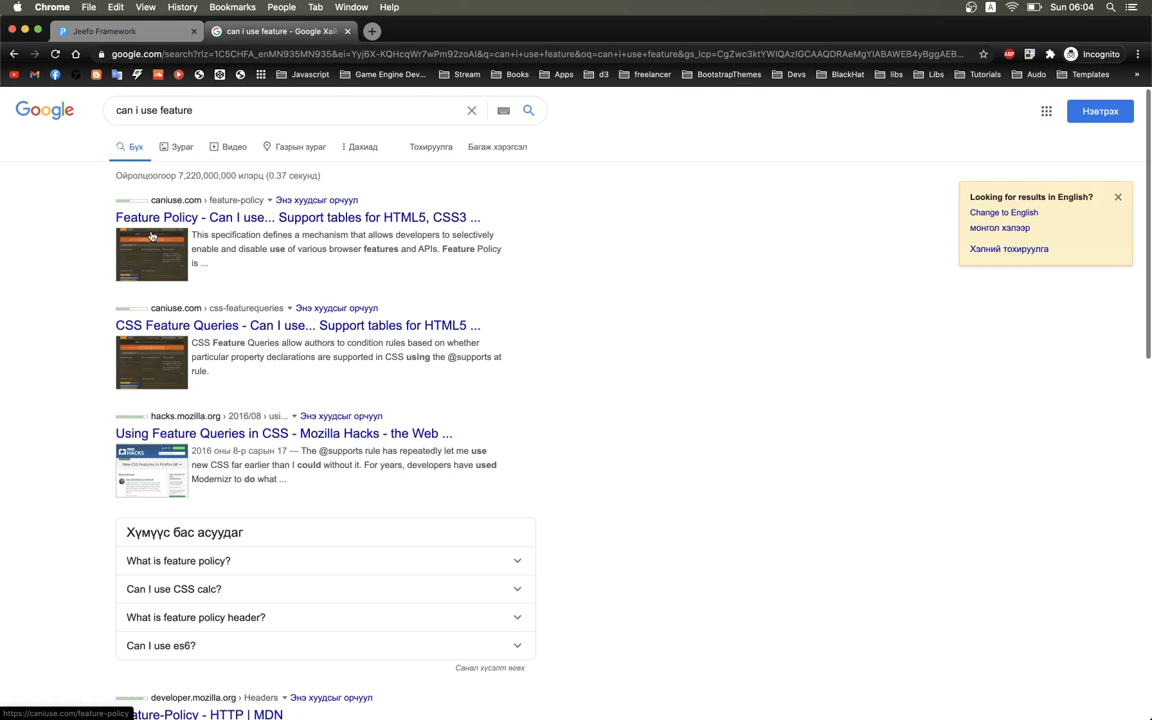 Chrome File Edit View History Bookmarks People Tab Window Help A Sun 06:04
Jeefo Framework
can i use feature - Google Хай
google.com/search?rlz=1C5CHFA_enMN935MN935&ei=Yyj6X-KQHcqWr7wPm92zoAI&q=can+i+use+feature&oq=can+i+use+feature&gs_lcp=CgZwc3ktYWIQAzIGCAAQDRAeMgYIABAWEB4yBggAEB... ABP Incognito
Javascript Game Engine Dev... Stream Books Apps d3 freelancer BootstrapThemes Devs BlackHat libs Libs Tutorials Audo Templates »
Google
can i use feature
Нэвтрэх
Бүх Зураг Видео Газрын зураг Дахиад Тохируулга Багаж хэрэгсэл
Ойролцоогоор 7,220,000,000 илэрц (0.37 секунд)
caniuse.com › feature-policy Энэ хуудсыг орчуул
Feature Policy - Can I use... Support tables for HTML5, CSS3 ...
This specification defines a mechanism that allows developers to selectively
enable and disable use of various browser features and APIs. Feature Policy
is ...
caniuse.com › css-featurequeries Энэ хуудсыг орчуул
CSS Feature Queries - Can I use... Support tables for HTML5 ...
CSS Feature Queries allow authors to condition rules based on whether
particular property declarations are supported in CSS using the @supports at
rule.
hacks.mozilla.org › 2016/08 › usi... Энэ хуудсыг орчуул
Using Feature Queries in CSS - Mozilla Hacks - the Web ...
2016 оны 8-р сарын 17 — The @supports rule has repeatedly let me use
new CSS far earlier than I could without it. For years, developers have used
Modernizr to do what ...
Хүмүүс бас асуудаг
What is feature policy?
Can I use CSS calc?
What is feature policy header?
Can I use es6?
Санал хүсэлт өгөх
developer.mozilla.org › Headers Энэ хуудсыг орчуул
ature-Policy - HTTP | MDN
https://caniuse.com/feature-policy
Looking for results in English?
Change to English
монгол хэлээр
Хэлний тохируулга